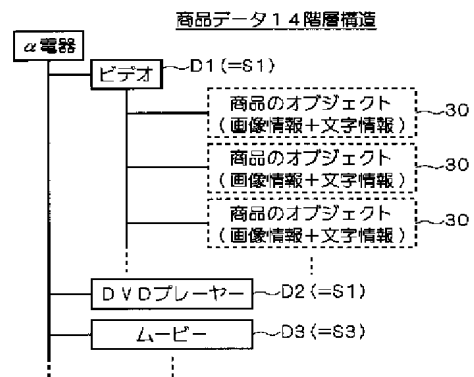 商品データ１４階層構造
α電器
ビデオ
D1(=S1)
商品のオブジェクト
(画像情報+文字情報)
30
商品のオブジェクト
(画像情報+文字情報)
30
商品のオブジェクト
(画像情報+文字情報)
30
DVDプレーヤー
D2(=S1)
ムービー
D3(=S3)